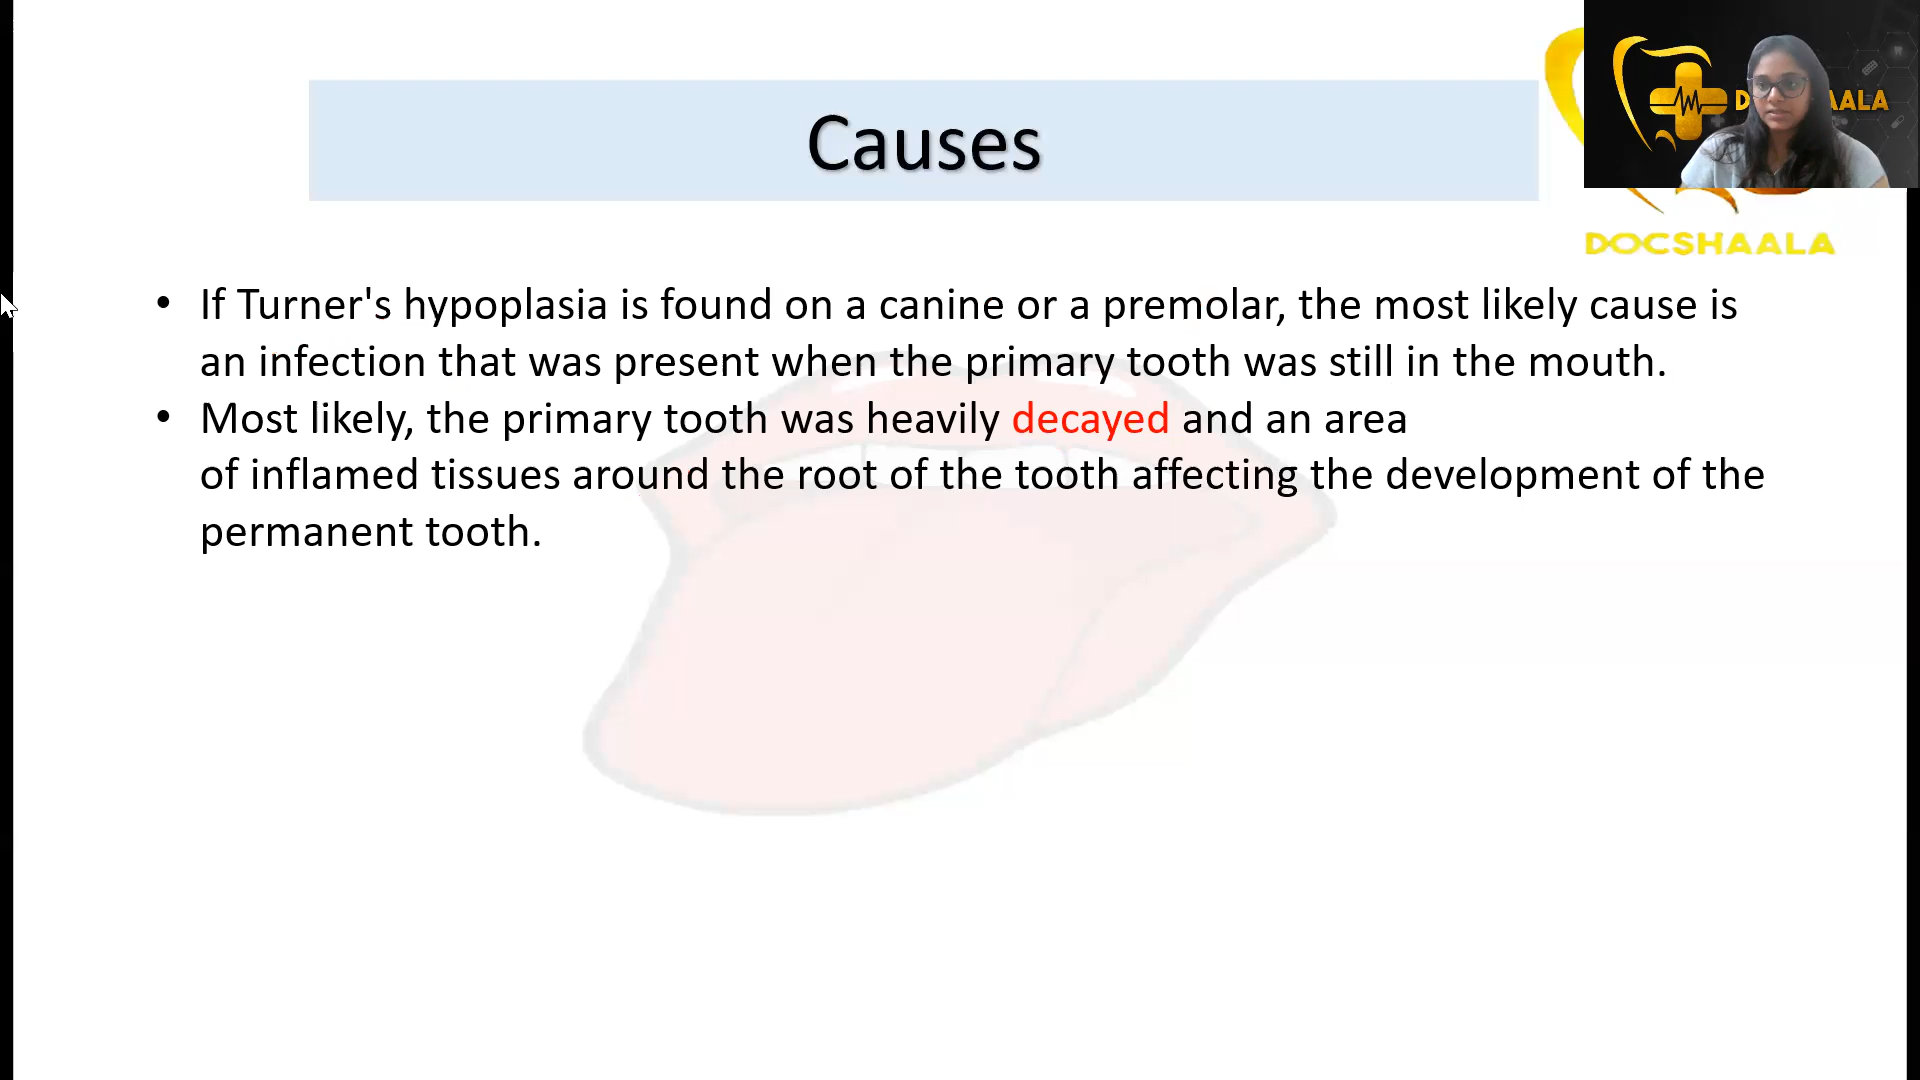 Causes
D AALA
DOCSHAALA
• If Turner's hypoplasia is found on a canine or a premolar, the most likely cause is
an infection that was present when the primary tooth was still in the mouth.
• Most likely, the primary tooth was heavily decayed and an area
of inflamed tissues around the root of the tooth affecting the development of the
permanent tooth.